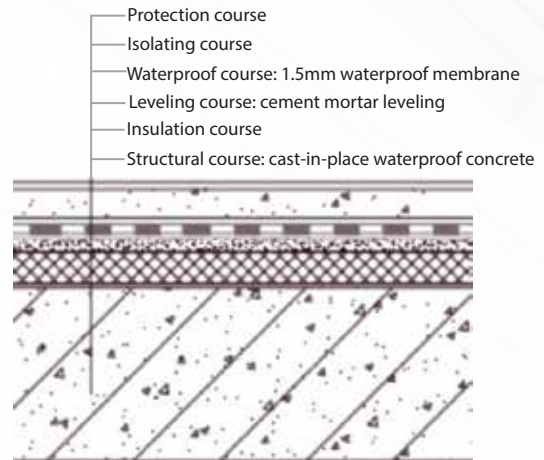 Protection course
Isolating course
Waterproof course: 1.5mm waterproof membrane
Leveling course: cement mortar leveling
Insulation course
Structural course: cast-in-place waterproof concrete